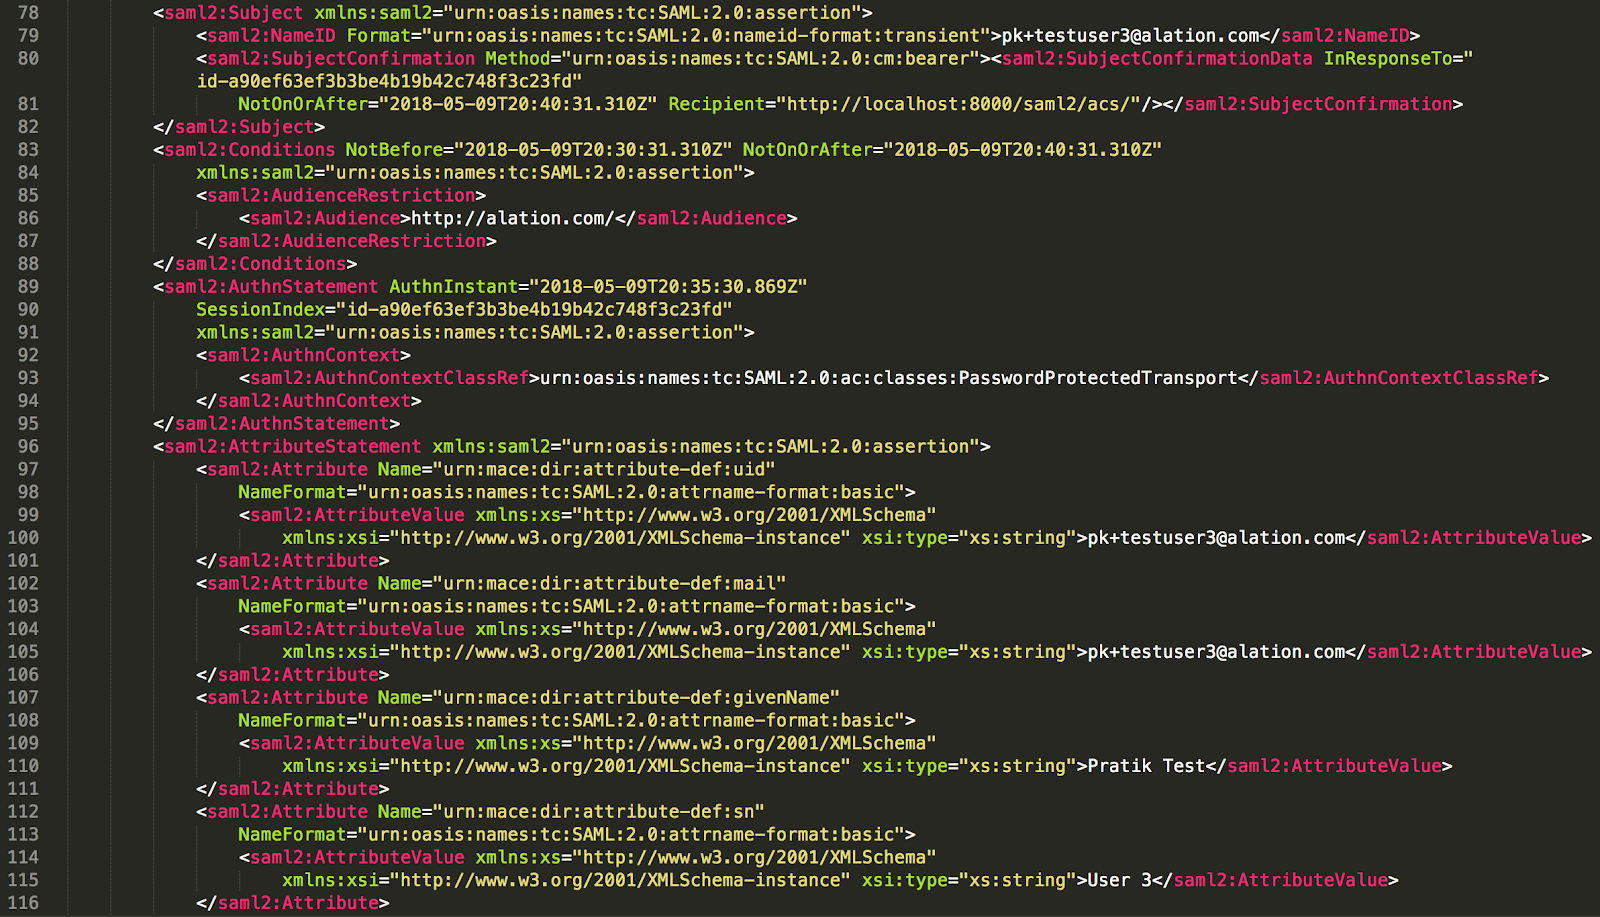 78 <saml2:Subject xmlns:saml2="urn:oasis:names:tc:SAML:2.0:assertion">
79 <saml2:NameID Format="urn:oasis:names:tc:SAML:2.0:nameid-format:transient">pk+testuser3@alation.com</saml2:NameID>
80 <saml2:SubjectConfirmation Method="urn:oasis:names:tc:SAML:2.0:cm:bearer"><saml2:SubjectConfirmationData InResponseTo="
id-a90ef63ef3b3be4b19b42c748f3c23fd"
81 NotOnOrAfter="2018-05-09T20:40:31.310Z" Recipient="http://localhost:8000/saml2/acs/"/></saml2:SubjectConfirmation>
82 </saml2:Subject>
83 <saml2:Conditions NotBefore="2018-05-09T20:30:31.310Z" NotOnOrAfter="2018-05-09T20:40:31.310Z"
84 xmlns:saml2="urn:oasis:names:tc:SAML:2.0:assertion">
85 <saml2:AudienceRestriction>
86 <saml2:Audience>http://alation.com/</saml2:Audience>
87 </saml2:AudienceRestriction>
88 </saml2:Conditions>
89 <saml2:AuthnStatement AuthnInstant="2018-05-09T20:35:30.869Z"
90 SessionIndex="id-a90ef63ef3b3be4b19b42c748f3c23fd"
91 xmlns:saml2="urn:oasis:names:tc:SAML:2.0:assertion">
92 <saml2:AuthnContext>
93 <saml2:AuthnContextClassRef>urn:oasis:names:tc:SAML:2.0:ac:classes:PasswordProtectedTransport</saml2:AuthnContextClassRef>
94 </saml2:AuthnContext>
95 </saml2:AuthnStatement>
96 <saml2:AttributeStatement xmlns:saml2="urn:oasis:names:tc:SAML:2.0:assertion">
97 <saml2:Attribute Name="urn:mace:dir:attribute-def:uid"
98 NameFormat="urn:oasis:names:tc:SAML:2.0:attrname-format:basic">
99 <saml2:AttributeValue xmlns:xs="http://www.w3.org/2001/XMLSchema"
100 xmlns:xsi="http://www.w3.org/2001/XMLSchema-instance" xsi:type="xs:string">pk+testuser3@alation.com</saml2:AttributeValue>
101 </saml2:Attribute>
102 <saml2:Attribute Name="urn:mace:dir:attribute-def:mail"
103 NameFormat="urn:oasis:names:tc:SAML:2.0:attrname-format:basic">
104 <saml2:AttributeValue xmlns:xs="http://www.w3.org/2001/XMLSchema"
105 xmlns:xsi="http://www.w3.org/2001/XMLSchema-instance" xsi:type="xs:string">pk+testuser3@alation.com</saml2:AttributeValue>
106 </saml2:Attribute>
107 <saml2:Attribute Name="urn:mace:dir:attribute-def:givenName"
108 NameFormat="urn:oasis:names:tc:SAML:2.0:attrname-format:basic">
109 <saml2:AttributeValue xmlns:xs="http://www.w3.org/2001/XMLSchema"
110 xmlns:xsi="http://www.w3.org/2001/XMLSchema-instance" xsi:type="xs:string">Pratik Test</saml2:AttributeValue>
111 </saml2:Attribute>
112 <saml2:Attribute Name="urn:mace:dir:attribute-def:sn"
113 NameFormat="urn:oasis:names:tc:SAML:2.0:attrname-format:basic">
114 <saml2:AttributeValue xmlns:xs="http://www.w3.org/2001/XMLSchema"
115 xmlns:xsi="http://www.w3.org/2001/XMLSchema-instance" xsi:type="xs:string">User 3</saml2:AttributeValue>
116 </saml2:Attribute>